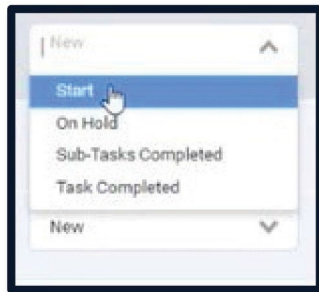 New
Start
On Hold
Sub-Tasks Completed
Task Completed
New